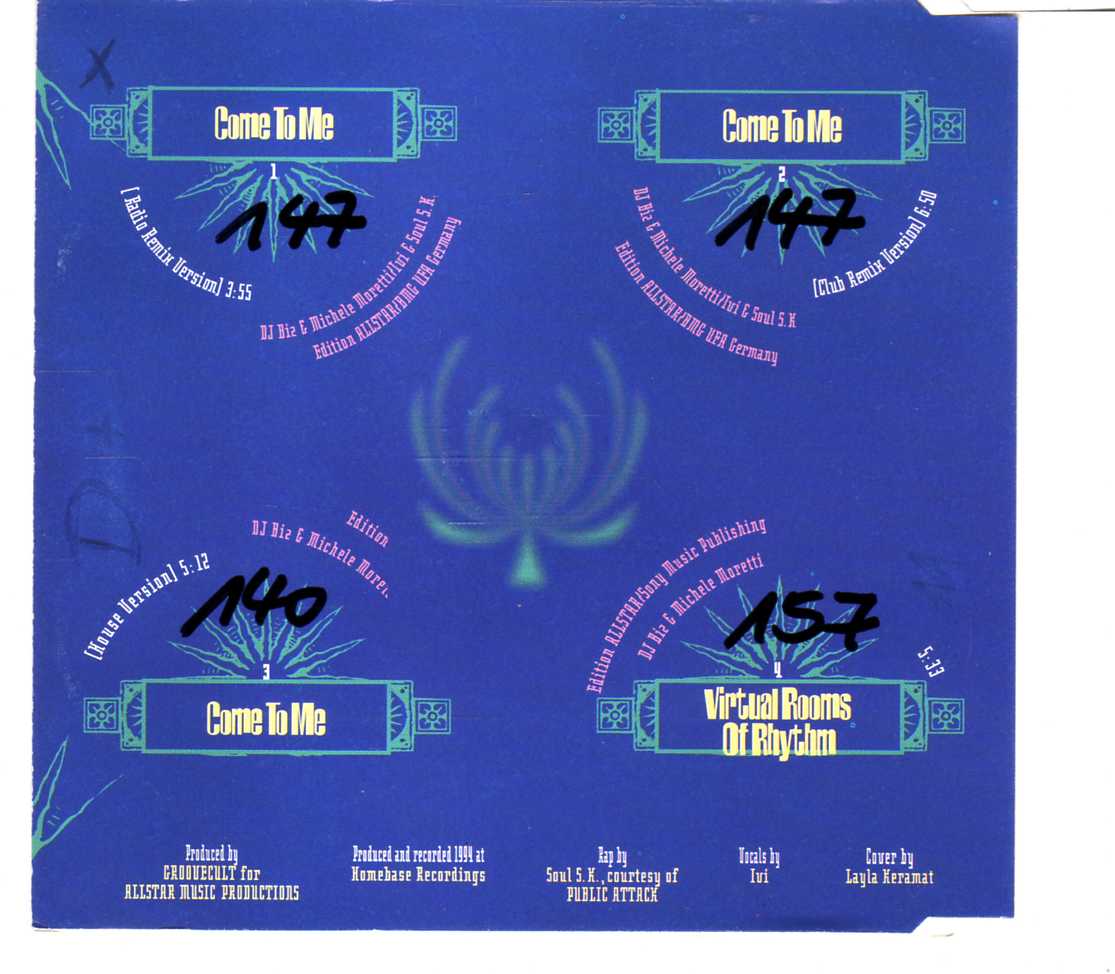 X
Come To Me
1
147
[Radio Remix Version] 3:55
DJ Biz & Michele Moretti/Ivi & Soul S.K.
Edition ALLSTAR/BMG UFA Germany
Come To Me
2
147
DJ Biz & Michele Moretti/Ivi & Soul S.K
Edition ALLSTAR/BMG UFA Germany
[Club Remix Version] 6:50
D
Edition
DJ Biz & Michele
[House Version] 5:12
140
3
Come To Me
Edition ALLSTAR/Sony Music Publishing
DJ Biz & Michele Moretti
157
5:33
4
Virtual Rooms
Of Rhythm
Produced by
GROOVECULT for
ALLSTAR MUSIC PRODUCTIONS
Produced and recorded 1994 at
Homebase Recordings
Rap by
Soul S.K., courtesy of
PUBLIC ATTACK
Vocals by
Ivi
Cover by
Layla Keramat